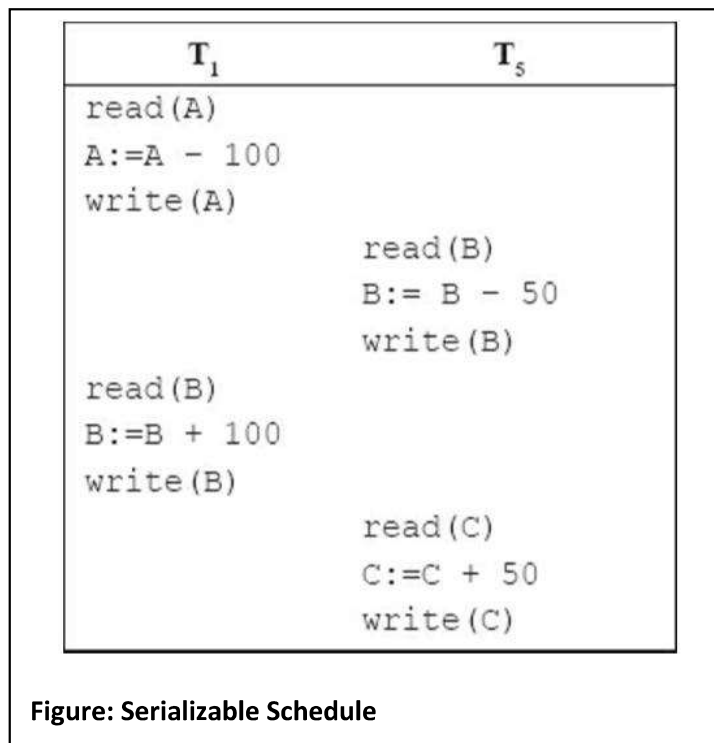 T₁ T₅
read(A)
A:=A - 100
write(A)
read(B)
B:= B - 50
write(B)
read(B)
B:=B + 100
write(B)
read(C)
C:=C + 50
write(C)
Figure: Serializable Schedule